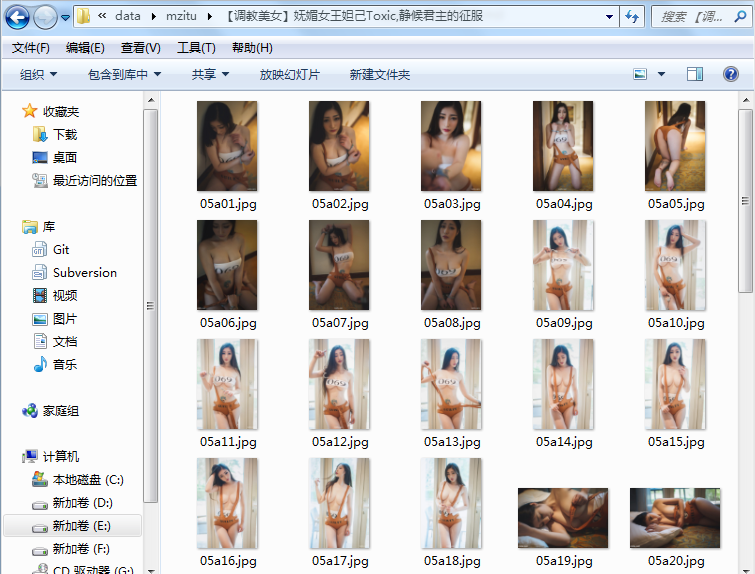 « data mzitu 【调教美女】妩媚女王妲己Toxic,静候君主的征服
搜索 【调...
文件(F) 编辑(E) 查看(V) 工具(T) 帮助(H)
组织 包含到库中 共享 放映幻灯片 新建文件夹
收藏夹
下载
桌面
最近访问的位置
库
Git
Subversion
视频
图片
文档
音乐
家庭组
计算机
本地磁盘 (C:)
新加卷 (D:)
新加卷 (E:)
新加卷 (F:)
CD 驱动器 (G:)
05a01.jpg 05a02.jpg 05a03.jpg 05a04.jpg 05a05.jpg
05a06.jpg 05a07.jpg 05a08.jpg 05a09.jpg 05a10.jpg
05a11.jpg 05a12.jpg 05a13.jpg 05a14.jpg 05a15.jpg
05a16.jpg 05a17.jpg 05a18.jpg 05a19.jpg 05a20.jpg